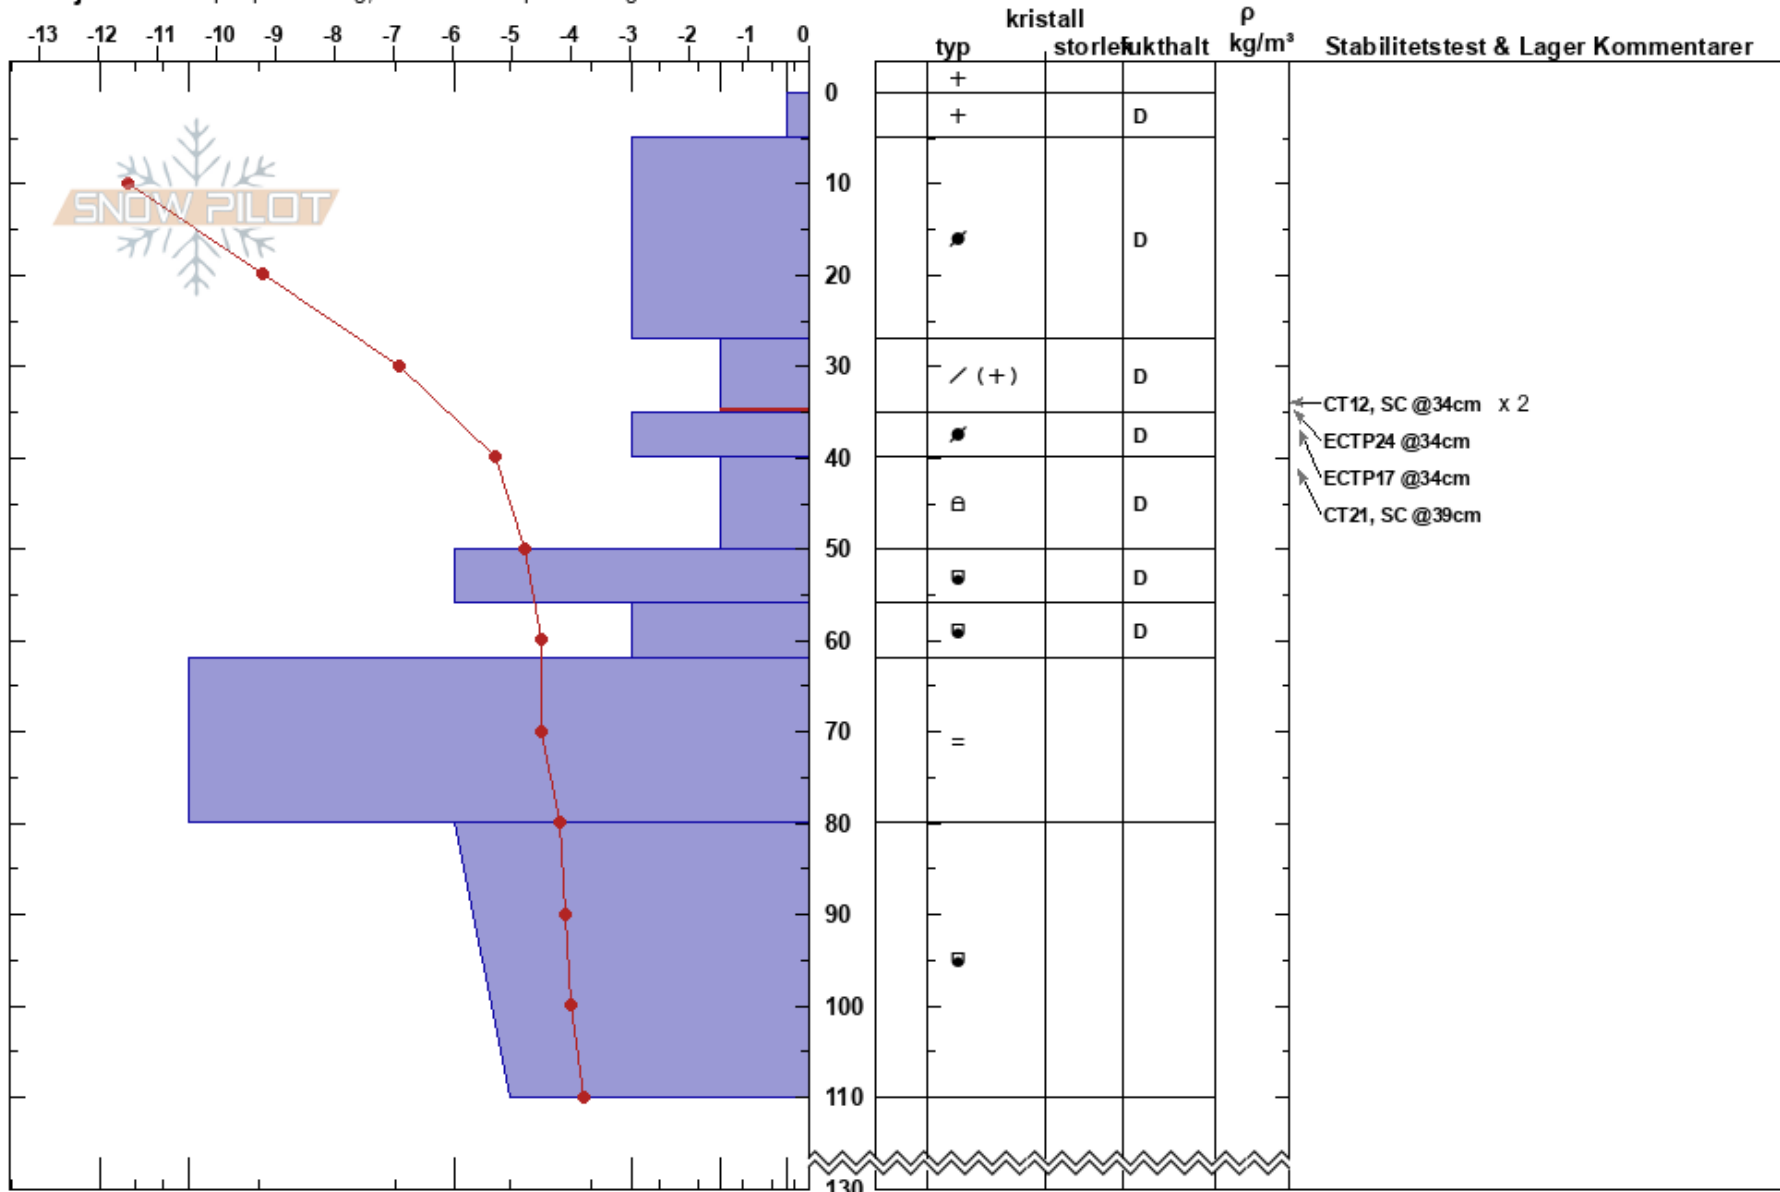 -13 -12 -11 -10 -9 -8 -7 -6 -5 -4 -3 -2 -1 0
kristall
ρ
typ storlek fukthalt kg/m³ Stabilitetstest & Lager Kommentarer
+
0
+ D
SNOW PILOT
10
D
20
30
/ (+) D
CT12, SC @34cm x 2
D
ECTP24 @34cm
40
ECTP17 @34cm
D
CT21, SC @39cm
50
D
D
60
70
=
80
90
100
110
130